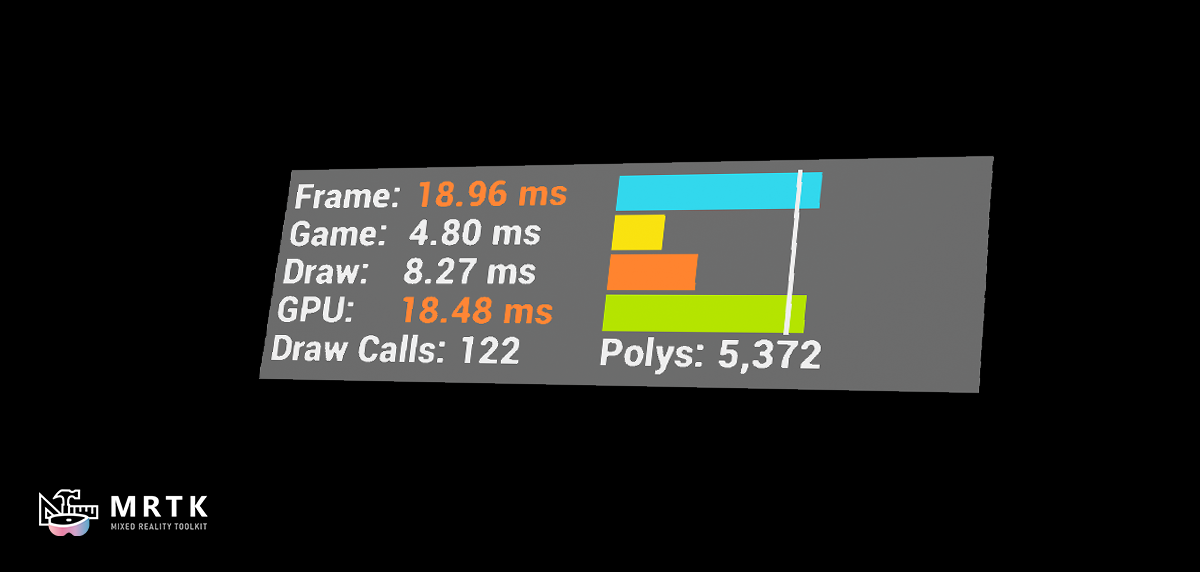 Frame: 18.96 ms
Game: 4.80 ms
Draw: 8.27 ms
GPU: 18.48 ms
Draw Calls: 122
Polys: 5,372
MRTK
MIXED REALITY TOOLKIT